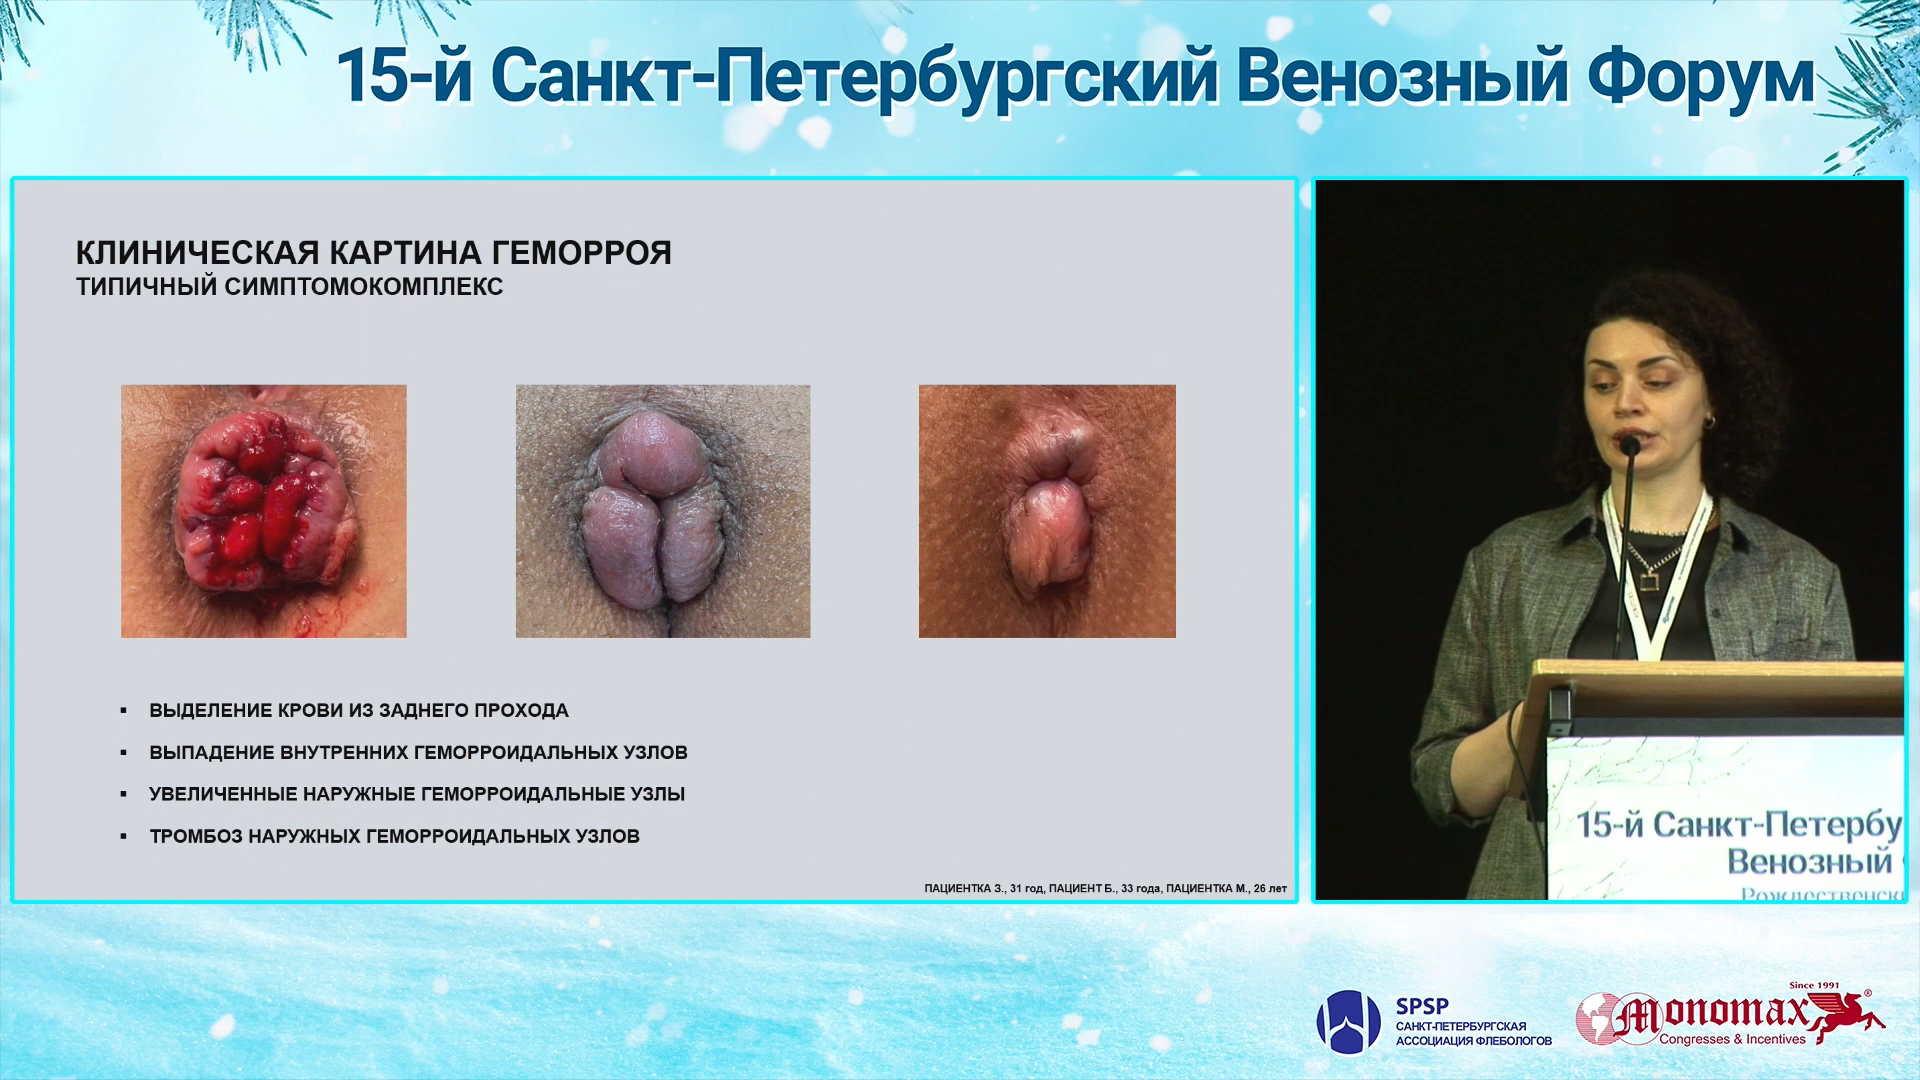 15-й Санкт-Петербургский Венозный Форум
КЛИНИЧЕСКАЯ КАРТИНА ГЕМОРРОЯ
ТИПИЧНЫЙ СИМПТОМОКОМПЛЕКС
▪ ВЫДЕЛЕНИЕ КРОВИ ИЗ ЗАДНЕГО ПРОХОДА
▪ ВЫПАДЕНИЕ ВНУТРЕННИХ ГЕМОРРОИДАЛЬНЫХ УЗЛОВ
▪ УВЕЛИЧЕННЫЕ НАРУЖНЫЕ ГЕМОРРОИДАЛЬНЫЕ УЗЛЫ
▪ ТРОМБОЗ НАРУЖНЫХ ГЕМОРРОИДАЛЬНЫХ УЗЛОВ
ПАЦИЕНТКА З., 31 год, ПАЦИЕНТ Б., 33 года, ПАЦИЕНТКА М., 26 лет
15-й Санкт-Петербу
Венозный
Рождественск
SPSP
САНКТ-ПЕТЕРБУРГСКАЯ
АССОЦИАЦИЯ ФЛЕБОЛОГОВ
Since 1991
Monomax®
Congresses & Incentives